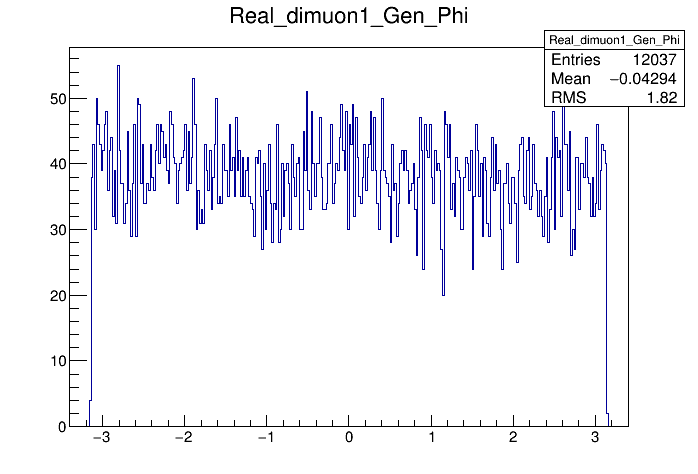 Real_dimuon1_Gen_Phi
Real_dimuon1_Gen_Phi
Entries 12037
Mean −0.04294
RMS 1.82
50
40
30
20
10
0
−3 −2 −1 0 1 2 3